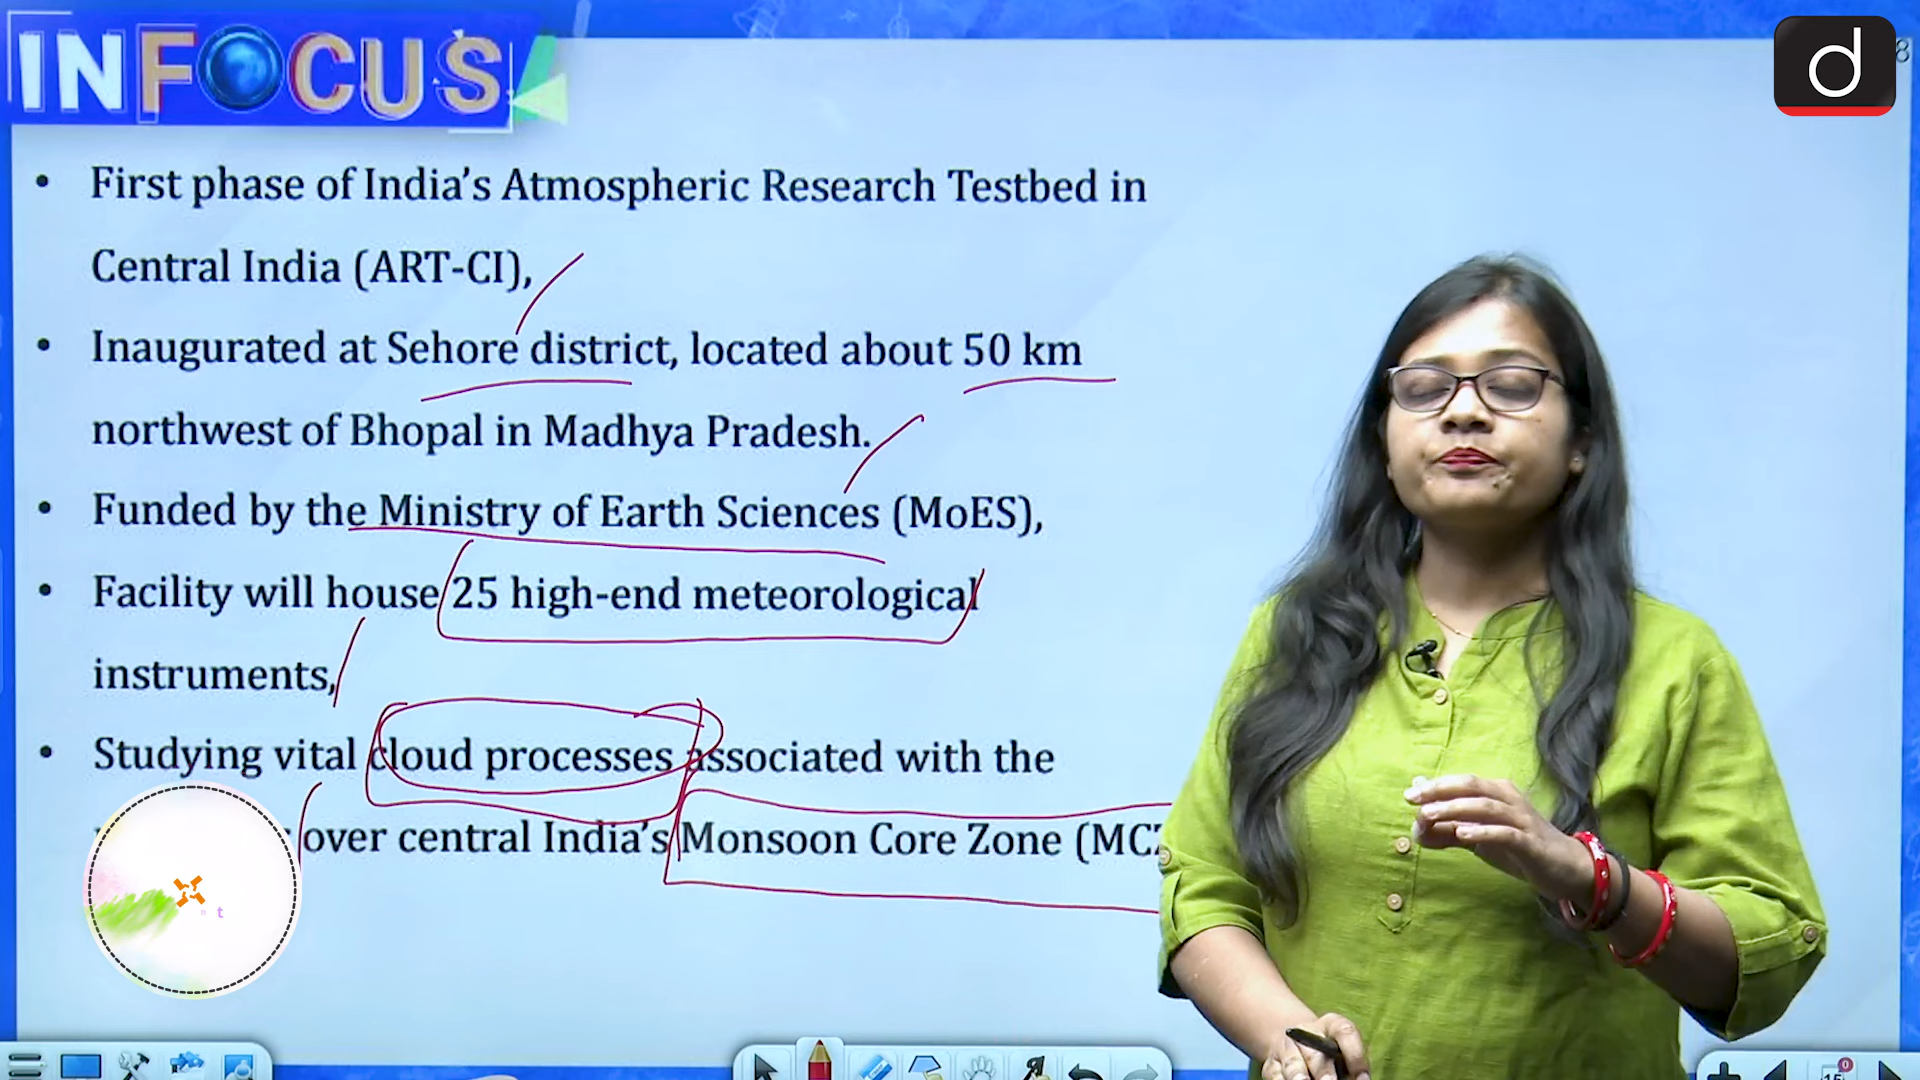 INFOCUS
• First phase of India's Atmospheric Research Testbed in
Central India (ART-CI),
• Inaugurated at Sehore district, located about 50 km
northwest of Bhopal in Madhya Pradesh.
• Funded by the Ministry of Earth Sciences (MoES),
• Facility will house 25 high-end meteorological
instruments,
• Studying vital cloud processes associated with the
over central India's Monsoon Core Zone (MC
d
8